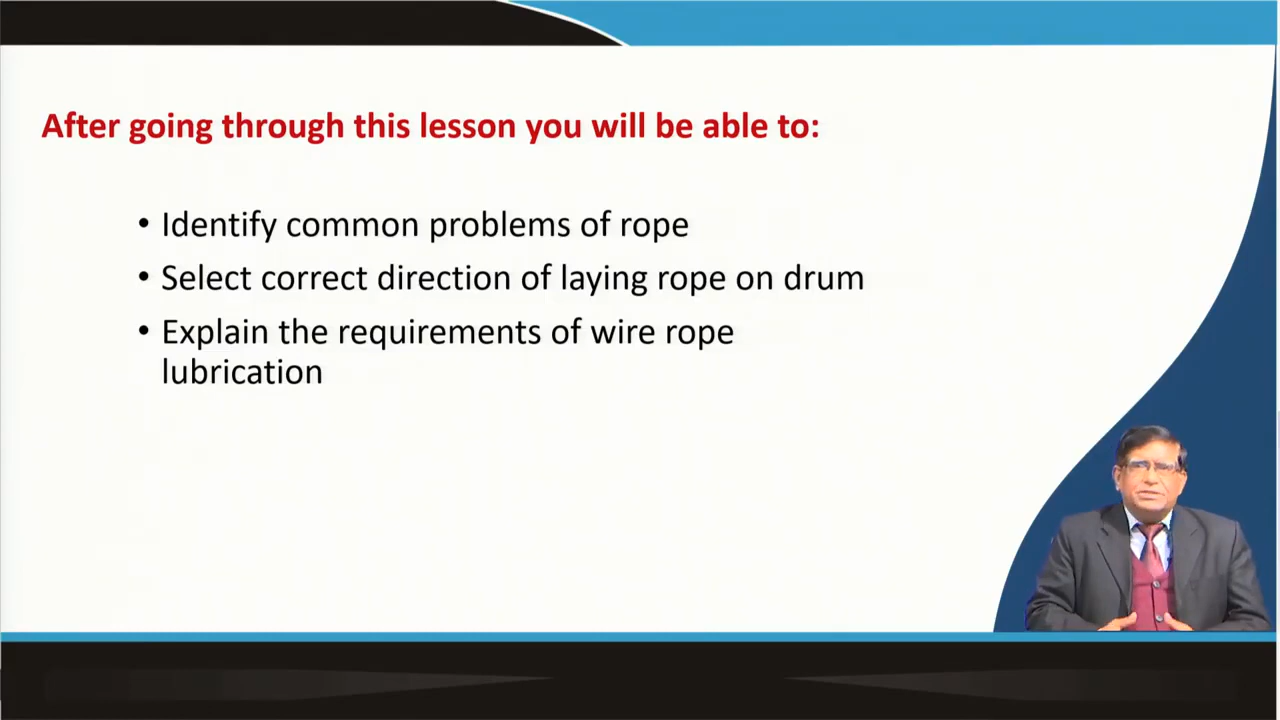 After going through this lesson you will be able to:
• Identify common problems of rope
• Select correct direction of laying rope on drum
• Explain the requirements of wire rope
lubrication